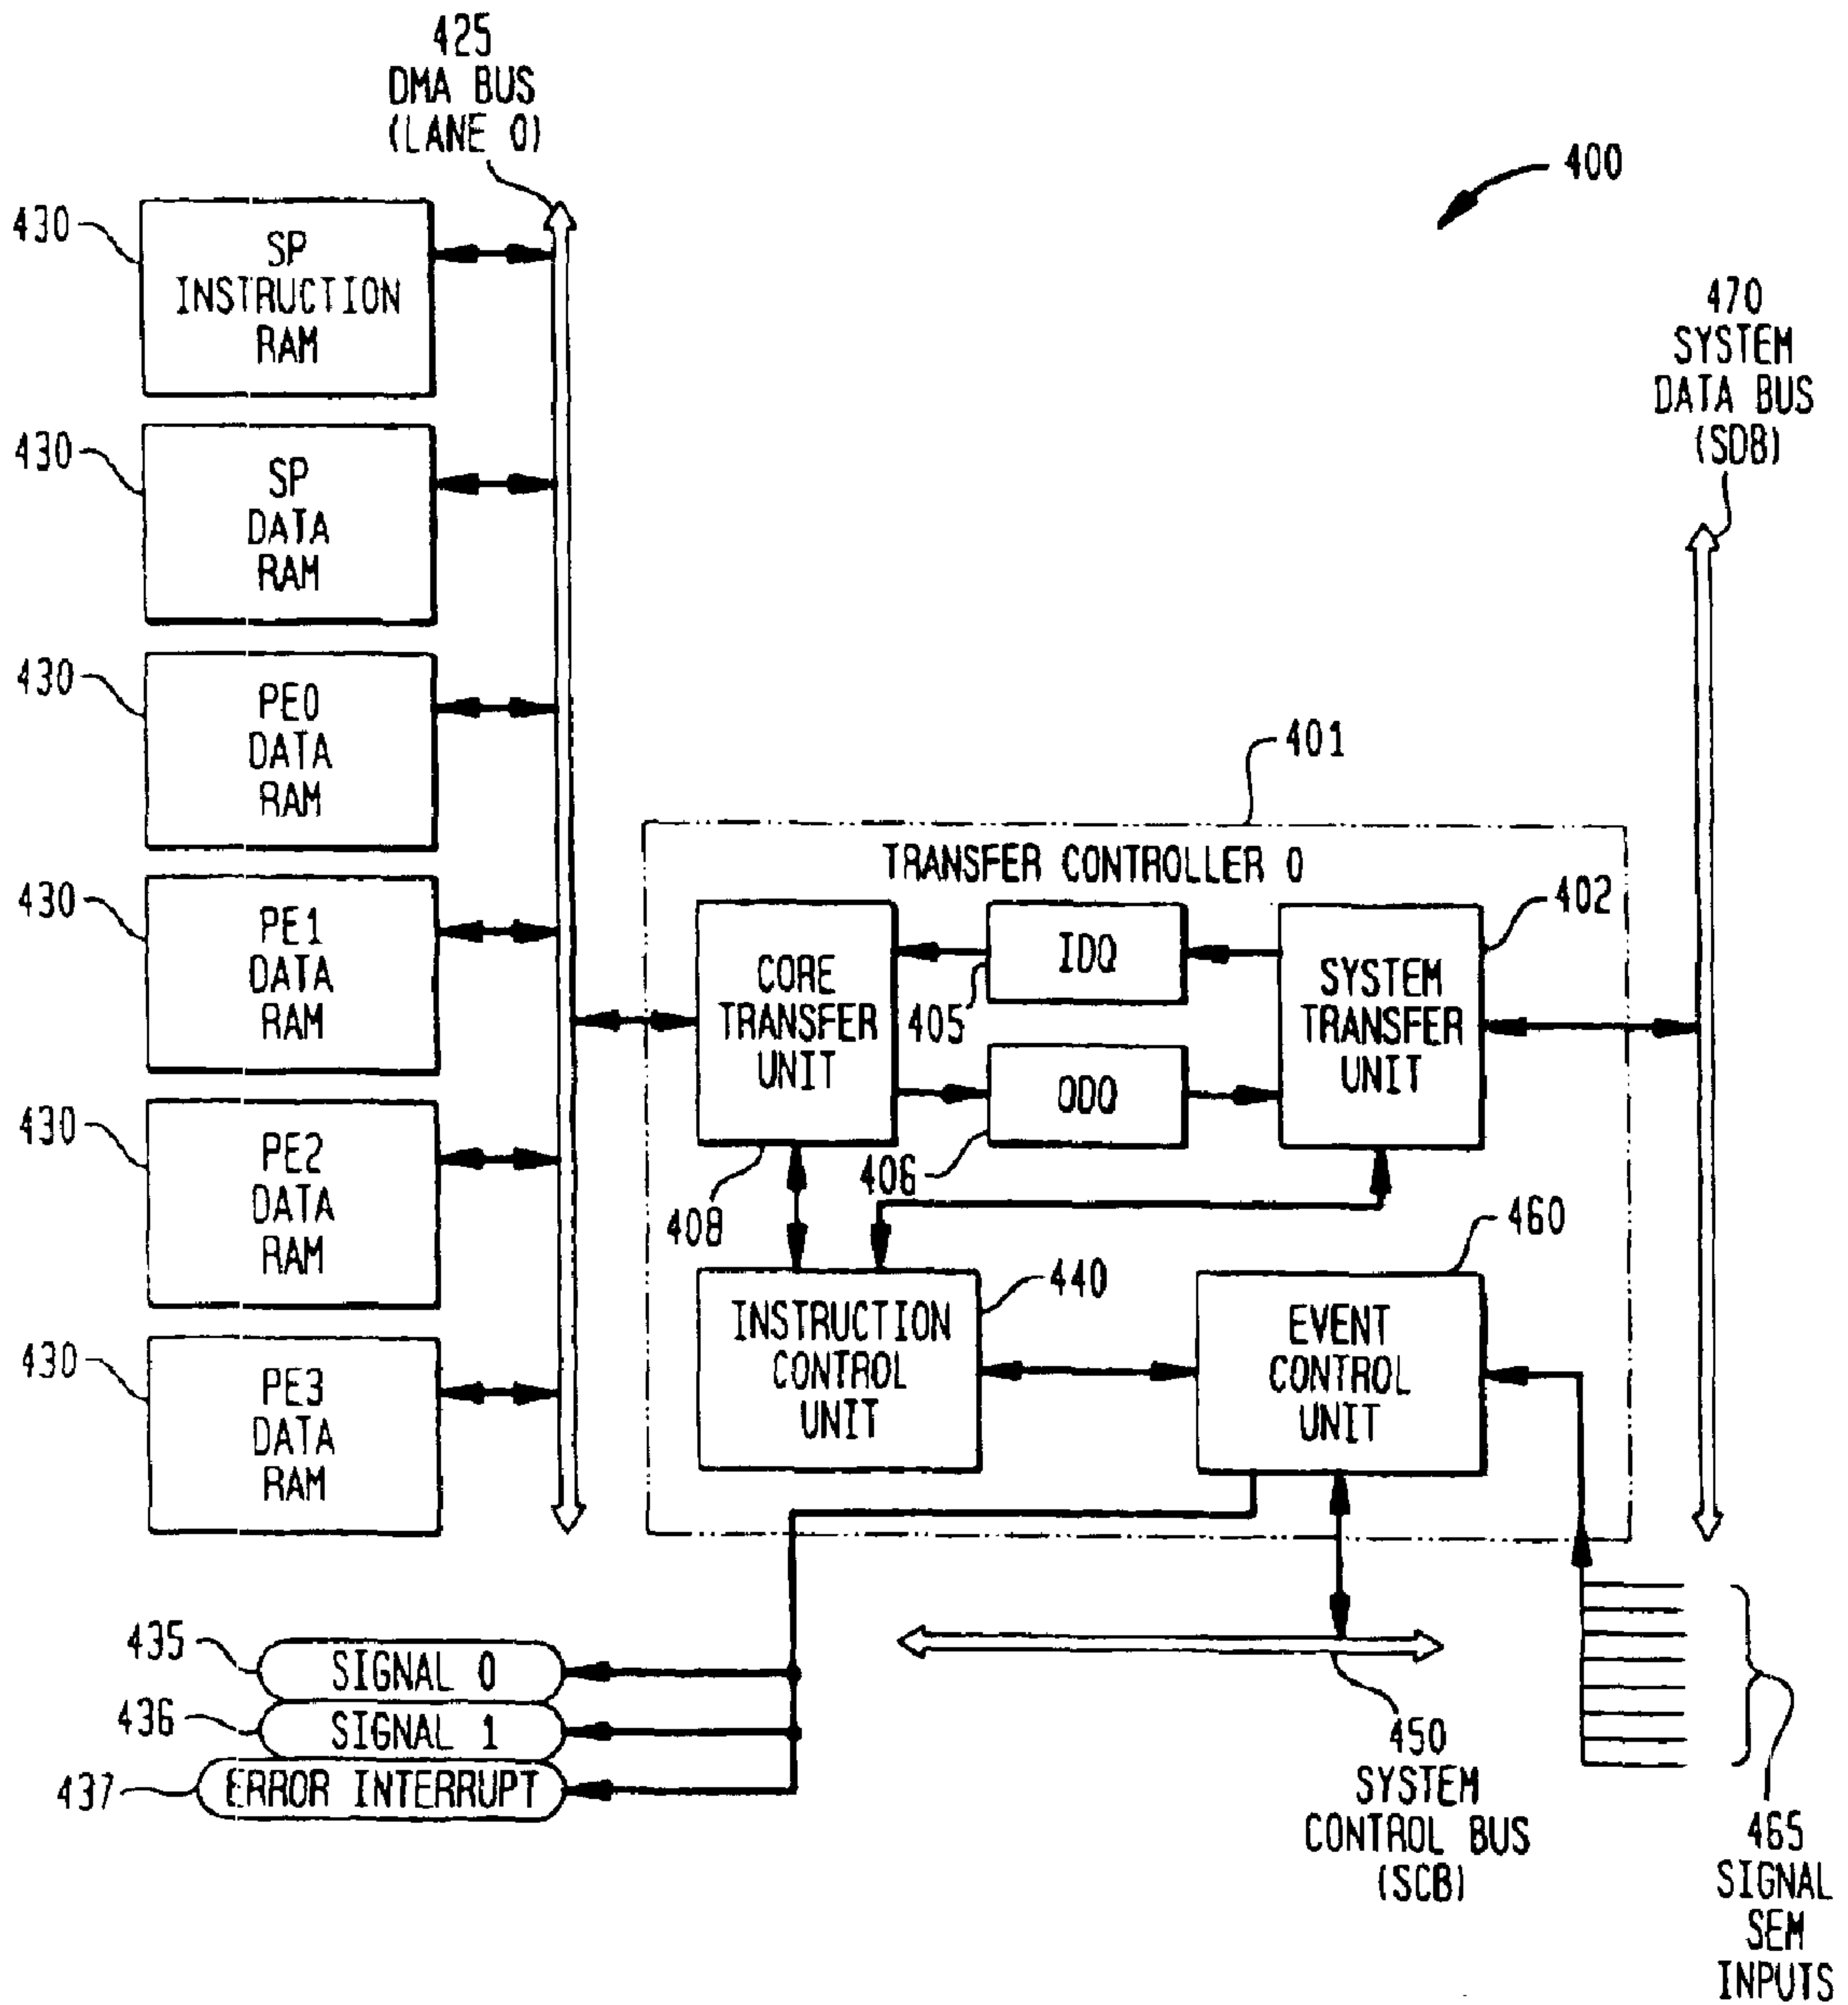 425
DMA BUS
(LANE 0)
400
430
SP
INSTRUCTION
RAM
470
SYSTEM
DATA BUS
(SDB)
430
SP
DATA
RAM
430
PE0
DATA
RAM
401
TRANSFER CONTROLLER 0
402
430
PE1
DATA
RAM
CORE
TRANSFER
UNIT
IDQ
405
SYSTEM
TRANSFER
UNIT
ODQ
406
408
430
PE2
DATA
RAM
460
440
INSTRUCTION
CONTROL
UNIT
EVENT
CONTROL
UNIT
430
PE3
DATA
RAM
435
SIGNAL 0
436
SIGNAL 1
437
ERROR INTERRUPT
450
SYSTEM
CONTROL BUS
(SCB)
465
SIGNAL
SEM
INPUTS